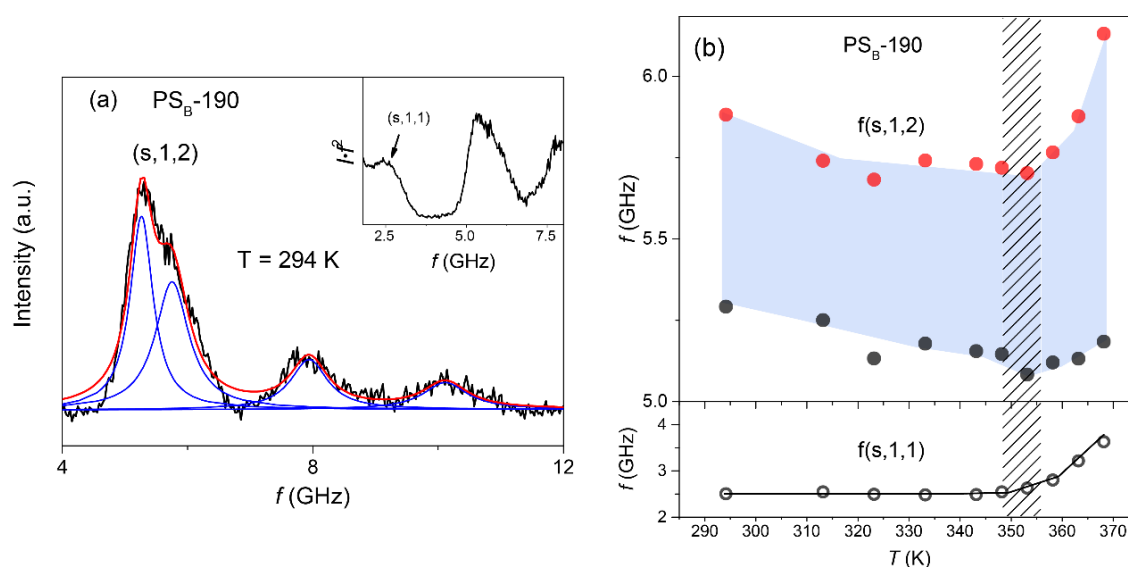 (a)
PS_B-190
(s,1,2)
T = 294 K
Intensity (a.u.)
4
8
12
f (GHz)
(s,1,1)
I·f²
2.5
5.0
7.5
f (GHz)
(b)
PS_B-190
f(s,1,2)
6.0
5.5
5.0
f (GHz)
f(s,1,1)
4
3
2
f (GHz)
290 300 310 320 330 340 350 360 370
T (K)